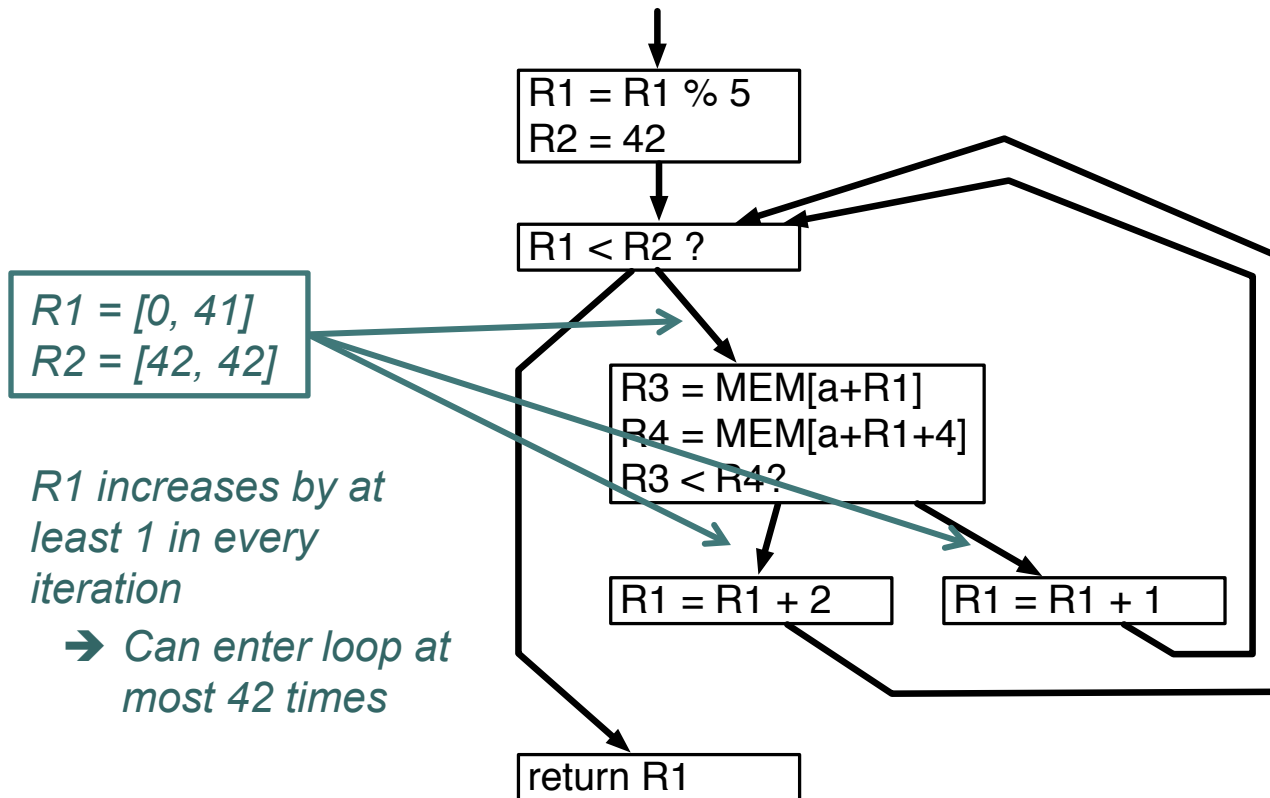 R1 = R1 % 5
R2 = 42
R1 < R2 ?
R1 = [0, 41]
R2 = [42, 42]
R3 = MEM[a+R1]
R4 = MEM[a+R1+4]
R3 < R4?
R1 increases by at
least 1 in every
iteration
➔ Can enter loop at
most 42 times
R1 = R1 + 2
R1 = R1 + 1
return R1